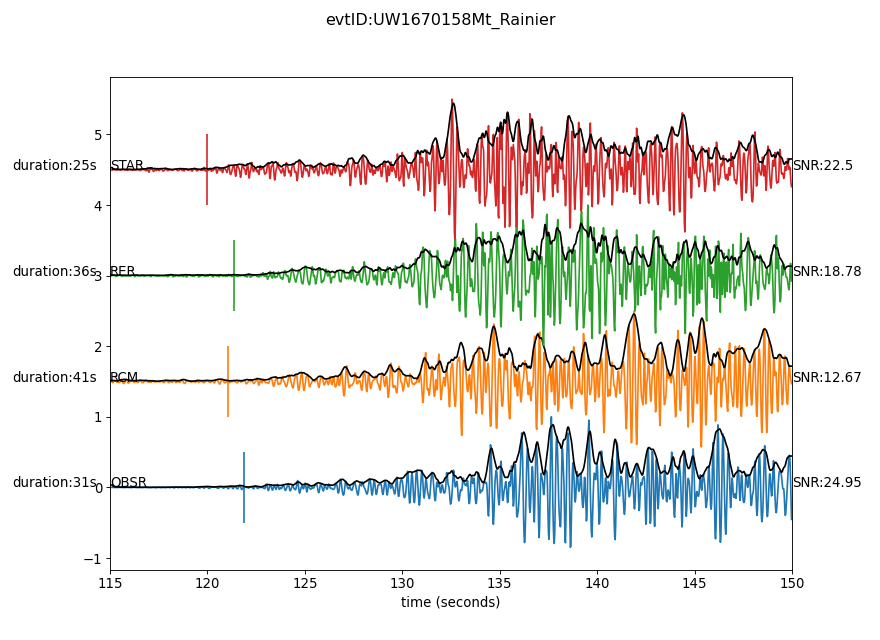 evtID:UW1670158Mt_Rainier
5
duration:25s STAR SNR:22.5
4
duration:36s RER SNR:18.78
3
2
duration:41s RCM SNR:12.67
1
duration:31s OBSR SNR:24.95
0
−1
115 120 125 130 135 140 145 150
time (seconds)